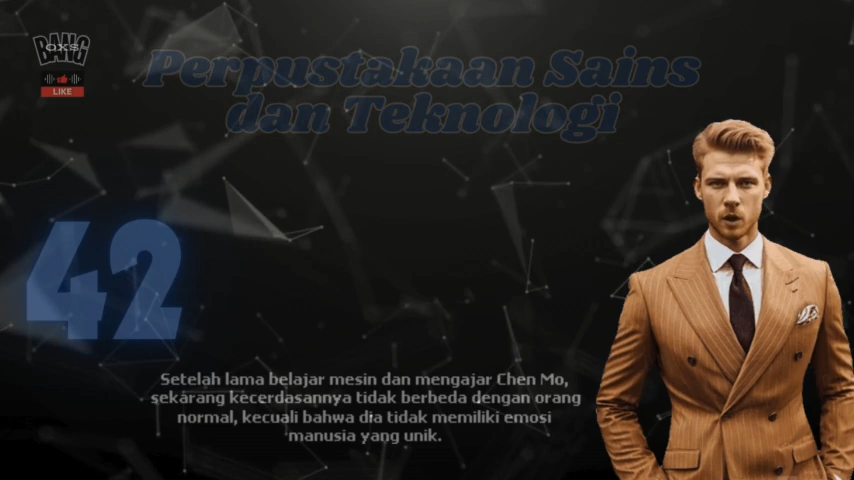 OXS
BANG
LIKE
Perpustakaan Sains
dan Teknologi
42
Setelah lama belajar mesin dan mengajar Chen Mo,
sekarang kecerdasannya tidak berbeda dengan orang
normal, kecuali bahwa dia tidak memiliki emosi
manusia yang unik.